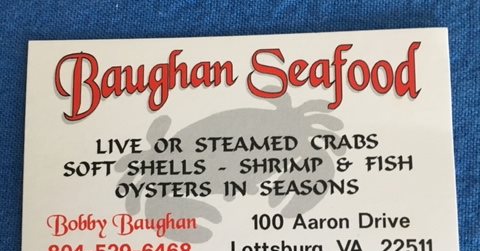 Baughan Seafood
LIVE OR STEAMED CRABS
SOFT SHELLS - SHRIMP & FISH
OYSTERS IN SEASONS
Bobby Baughan
100 Aaron Drive
804-529-6468
Lottsburg VA 22511